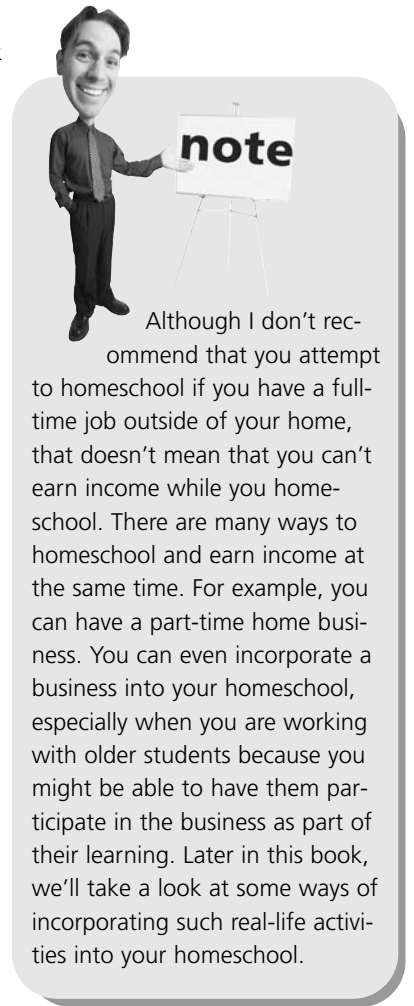 note
Although I don't rec-
ommend that you attempt
to homeschool if you have a full-
time job outside of your home,
that doesn't mean that you can't
earn income while you home-
school. There are many ways to
homeschool and earn income at
the same time. For example, you
can have a part-time home busi-
ness. You can even incorporate a
business into your homeschool,
especially when you are working
with older students because you
might be able to have them par-
ticipate in the business as part of
their learning. Later in this book,
we'll take a look at some ways of
incorporating such real-life activi-
ties into your homeschool.